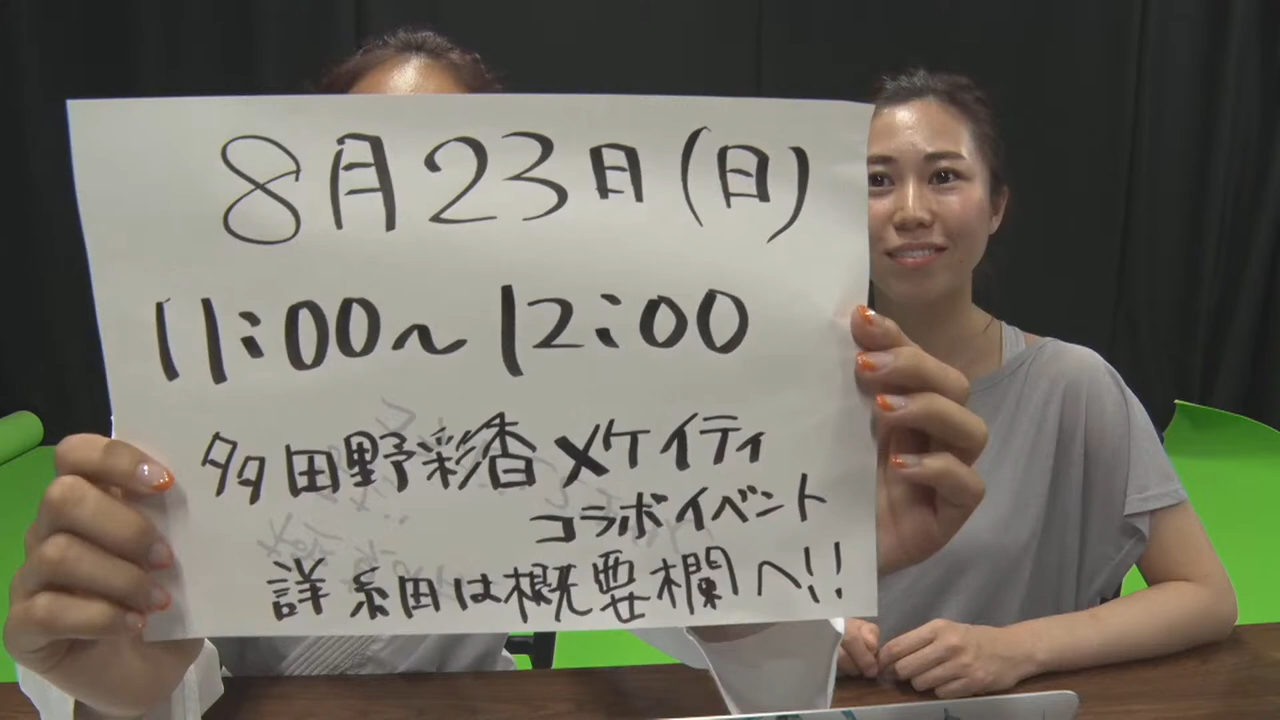 8月23日(日)
11:00~12:00
多田野彩香×ケイティ
コラボイベント
詳細は概要欄へ!!